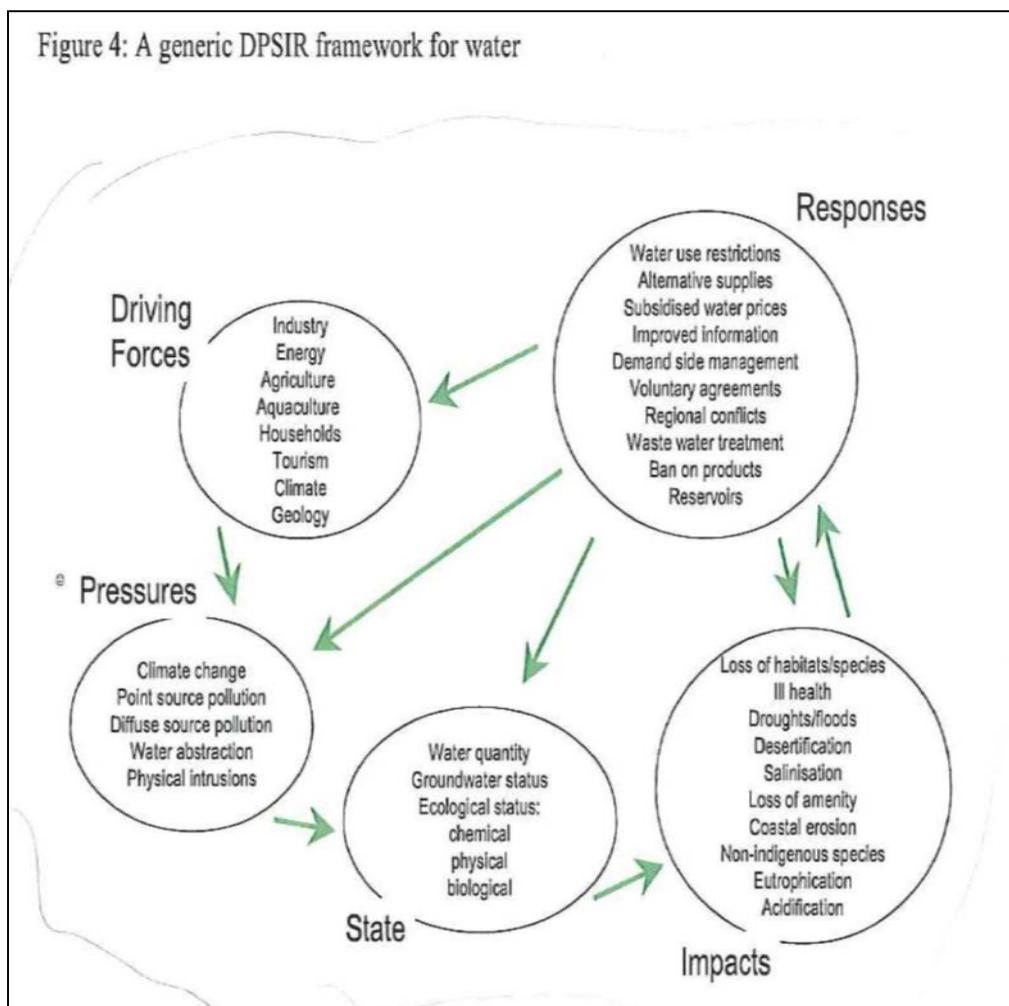 Figure 4: A generic DPSIR framework for water
Responses
Water use restrictions
Alternative supplies
Subsidised water prices
Improved information
Demand side management
Voluntary agreements
Regional conflicts
Waste water treatment
Ban on products
Reservoirs
Driving
Forces
Industry
Energy
Agriculture
Aquaculture
Households
Tourism
Climate
Geology
Pressures
Climate change
Point source pollution
Diffuse source pollution
Water abstraction
Physical intrusions
Water quantity
Groundwater status
Ecological status:
chemical
physical
biological
State
Loss of habitats/species
Ill health
Droughts/floods
Desertification
Salinisation
Loss of amenity
Coastal erosion
Non-indigenous species
Eutrophication
Acidification
Impacts